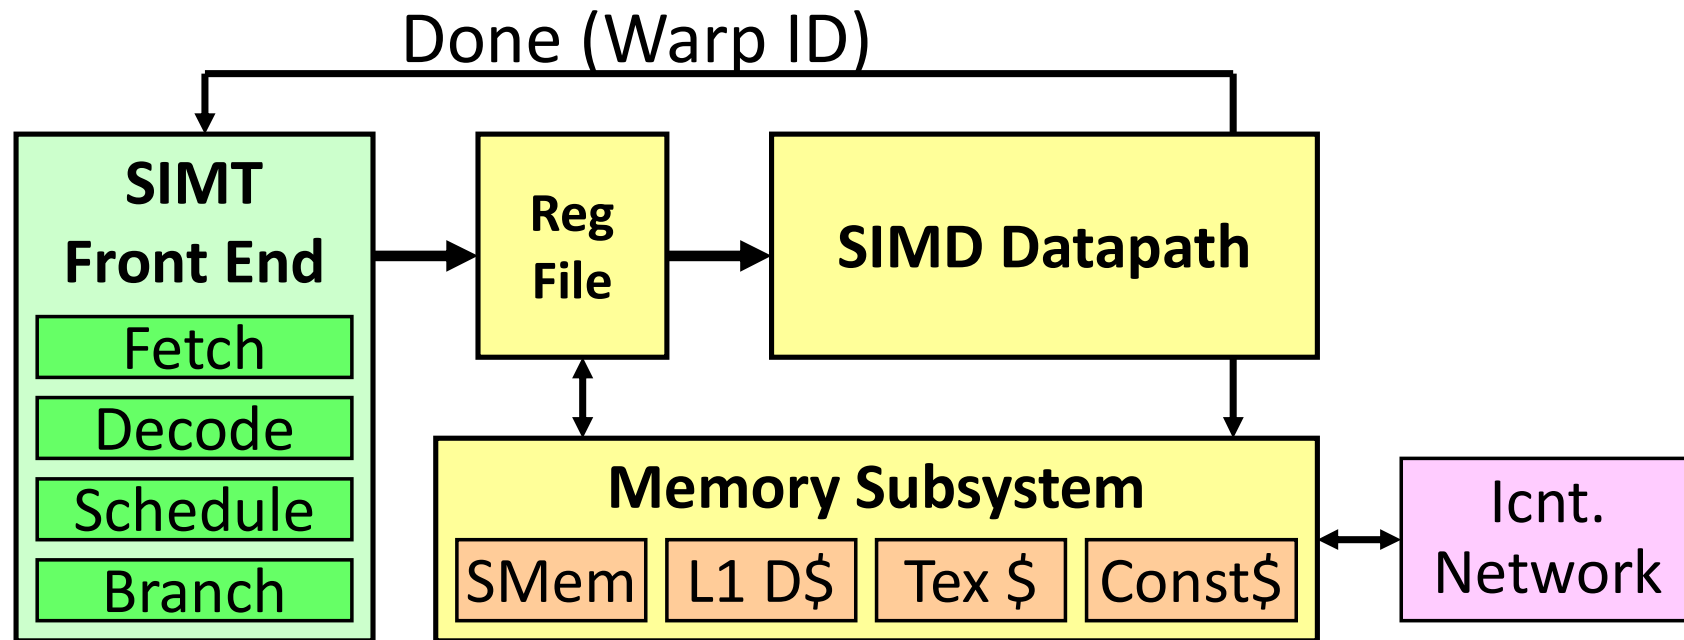 Done (Warp ID)
SIMT
Front End
Fetch
Decode
Schedule
Branch
Reg
File
SIMD Datapath
Memory Subsystem
SMem
L1 D$
Tex $
Const$
Icnt.
Network